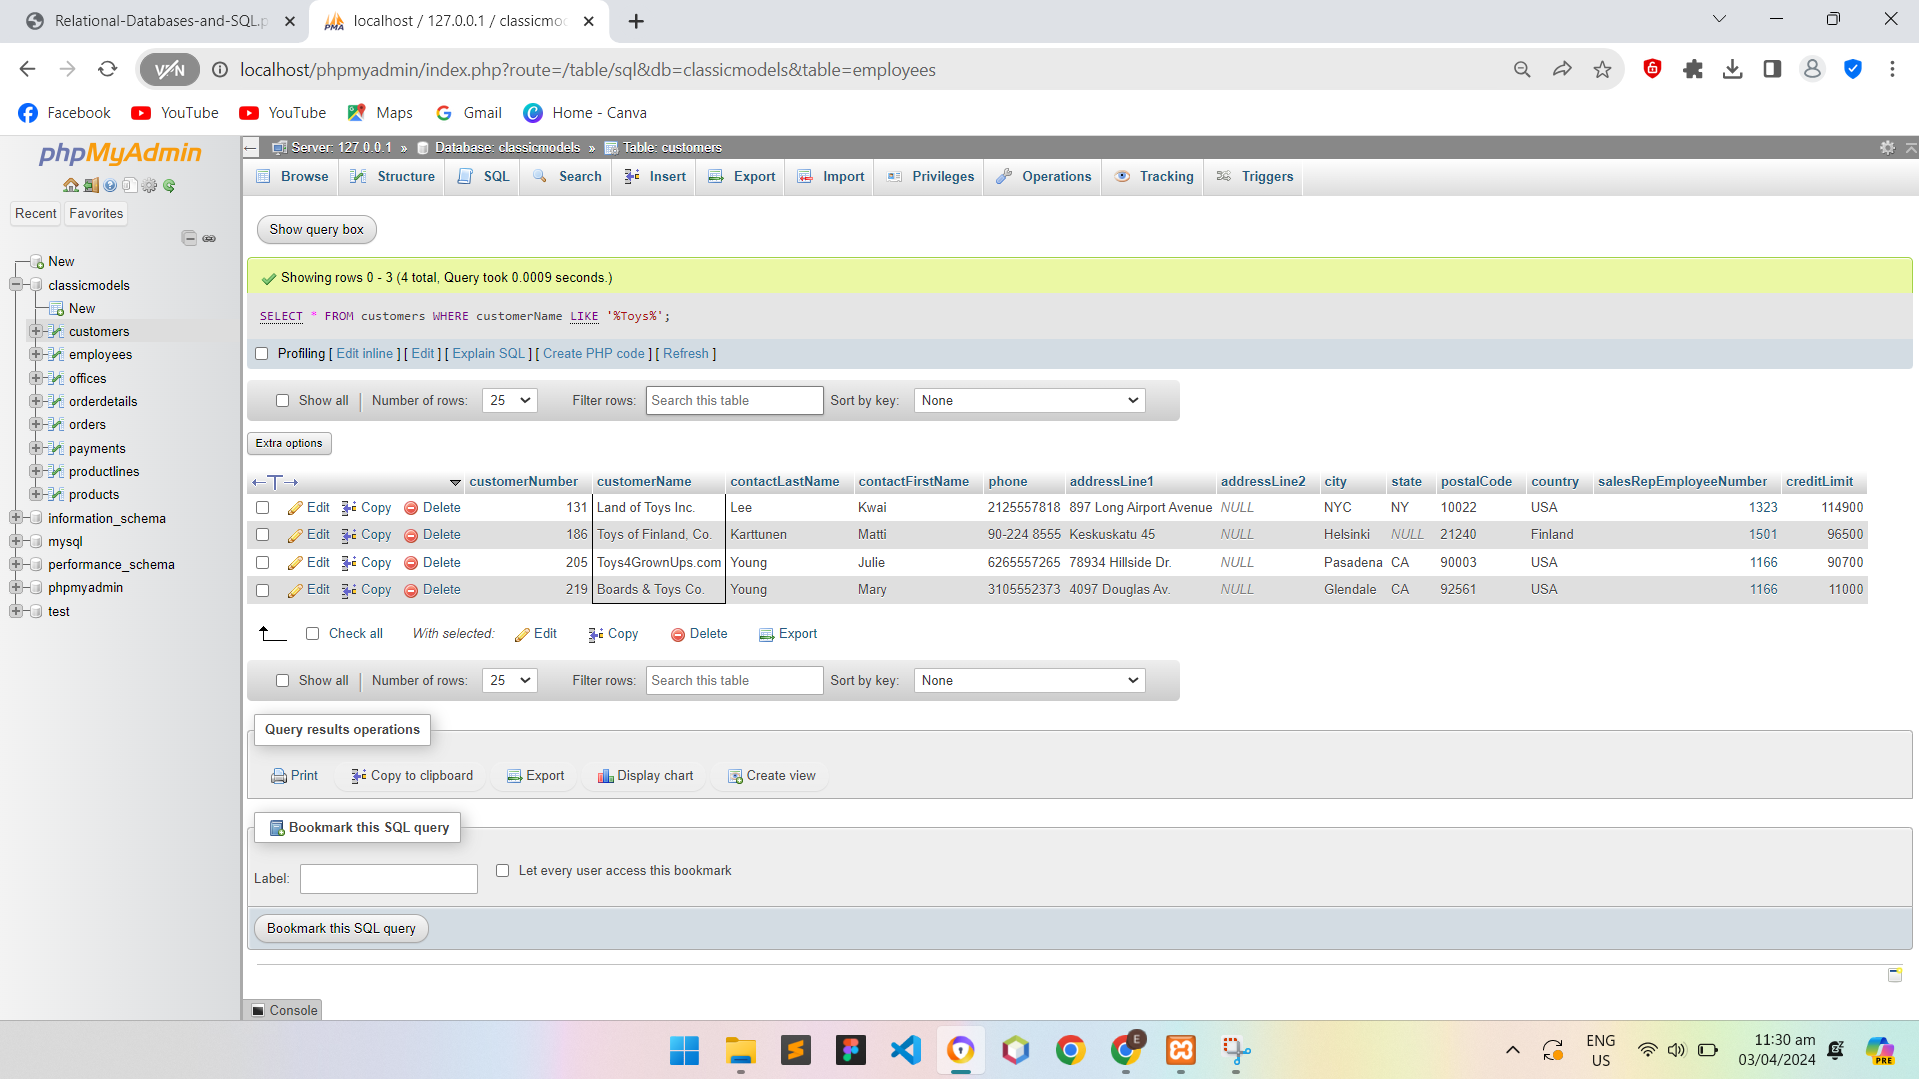 Relational-Databases-and-SQL.p
localhost / 127.0.0.1 / classicmo
VPN
localhost/phpmyadmin/index.php?route=/table/sql&db=classicmodels&table=employees
Facebook YouTube YouTube Maps Gmail Home - Canva
phpMyAdmin
Recent Favorites
New
classicmodels
New
customers
employees
offices
orderdetails
orders
payments
productlines
products
information_schema
mysql
performance_schema
phpmyadmin
test
Server: 127.0.0.1 » Database: classicmodels » Table: customers
Browse Structure SQL Search Insert Export Import Privileges Operations Tracking Triggers
Show query box
Showing rows 0 - 3 (4 total, Query took 0.0009 seconds.)
SELECT * FROM customers WHERE customerName LIKE '%Toys%';
Profiling [ Edit inline ] [ Edit ] [ Explain SQL ] [ Create PHP code ] [ Refresh ]
Show all | Number of rows: 25 Filter rows: Search this table Sort by key: None
Extra options
←T→ customerNumber customerName contactLastName contactFirstName phone addressLine1 addressLine2 city state postalCode country salesRepEmployeeNumber creditLimit
Edit Copy Delete 131 Land of Toys Inc. Lee Kwai 2125557818 897 Long Airport Avenue NULL NYC NY 10022 USA 1323 114900
Edit Copy Delete 186 Toys of Finland, Co. Karttunen Matti 90-224 8555 Keskuskatu 45 NULL Helsinki NULL 21240 Finland 1501 96500
Edit Copy Delete 205 Toys4GrownUps.com Young Julie 6265557265 78934 Hillside Dr. NULL Pasadena CA 90003 USA 1166 90700
Edit Copy Delete 219 Boards & Toys Co. Young Mary 3105552373 4097 Douglas Av. NULL Glendale CA 92561 USA 1166 11000
Check all With selected: Edit Copy Delete Export
Show all | Number of rows: 25 Filter rows: Search this table Sort by key: None
Query results operations
Print Copy to clipboard Export Display chart Create view
Bookmark this SQL query
Label: Let every user access this bookmark
Bookmark this SQL query
Console
E
ENG
US
11:30 am
03/04/2024
PRE